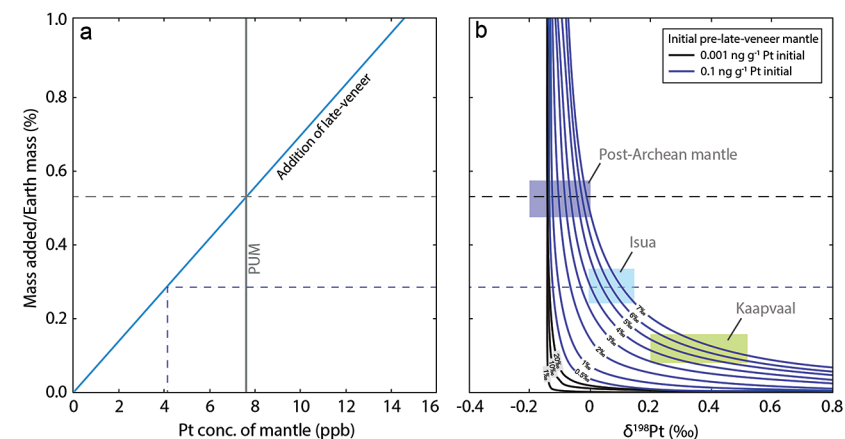 a
1.0
0.8
0.6
0.4
0.2
0.0
Mass added/Earth mass (%)
Addition of late-veneer
PUM
0 2 4 6 8 10 12 14 16
Pt conc. of mantle (ppb)
b
Initial pre-late-veneer mantle
0.001 ng g⁻¹ Pt initial
0.1 ng g⁻¹ Pt initial
Post-Archean mantle
Isua
Kaapvaal
7‰
6‰
5‰
4‰
3‰
2‰
1‰
0.5‰
20‰
10‰
1‰
-0.4 -0.2 0 0.2 0.4 0.6 0.8
δ¹⁹⁸Pt (‰)